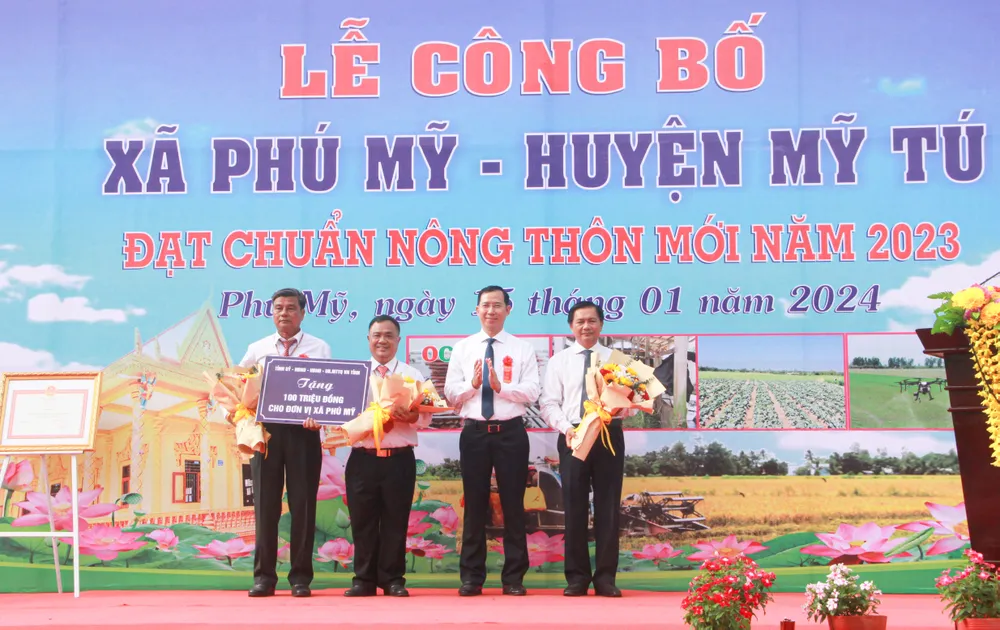 LỄ CÔNG BỐ
XÃ PHÚ MỸ - HUYỆN MỸ TÚ
ĐẠT CHUẨN NÔNG THÔN MỚI NĂM 2023
Phú Mỹ, ngày 15 tháng 01 năm 2024
Tặng
100 TRIỆU ĐỒNG
CHO ĐƠN VỊ XÃ PHÚ MỸ